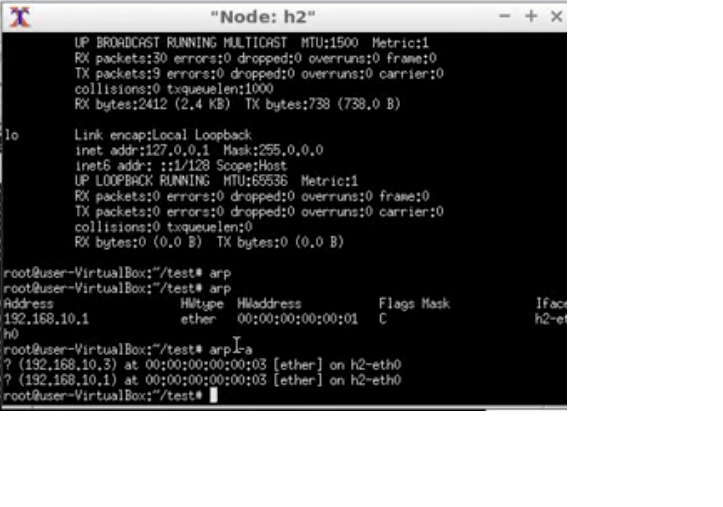 "Node: h2"
UP BROADCAST RUNNING MULTICAST MTU:1500 Metric:1
RX packets:30 errors:0 dropped:0 overruns:0 frame:0
TX packets:9 errors:0 dropped:0 overruns:0 carrier:0
collisions:0 txqueuelen:1000
RX bytes:2412 (2.4 KB) TX bytes:738 (738.0 B)
lo Link encap:Local Loopback
inet addr:127.0.0.1 Mask:255.0.0.0
inet6 addr: ::1/128 Scope:Host
UP LOOPBACK RUNNING MTU:65536 Metric:1
RX packets:0 errors:0 dropped:0 overruns:0 frame:0
TX packets:0 errors:0 dropped:0 overruns:0 carrier:0
collisions:0 txqueuelen:0
RX bytes:0 (0.0 B) TX bytes:0 (0.0 B)
root@user-VirtualBox:~/test# arp
root@user-VirtualBox:~/test# arp
Address HWtype HWaddress Flags Mask Iface
192.168.10.1 ether 00:00:00:00:00:01 C h2-et
h0
root@user-VirtualBox:~/test# arp -a
? (192.168.10.3) at 00:00:00:00:00:03 [ether] on h2-eth0
? (192.168.10.1) at 00:00:00:00:00:03 [ether] on h2-eth0
root@user-VirtualBox:~/test#